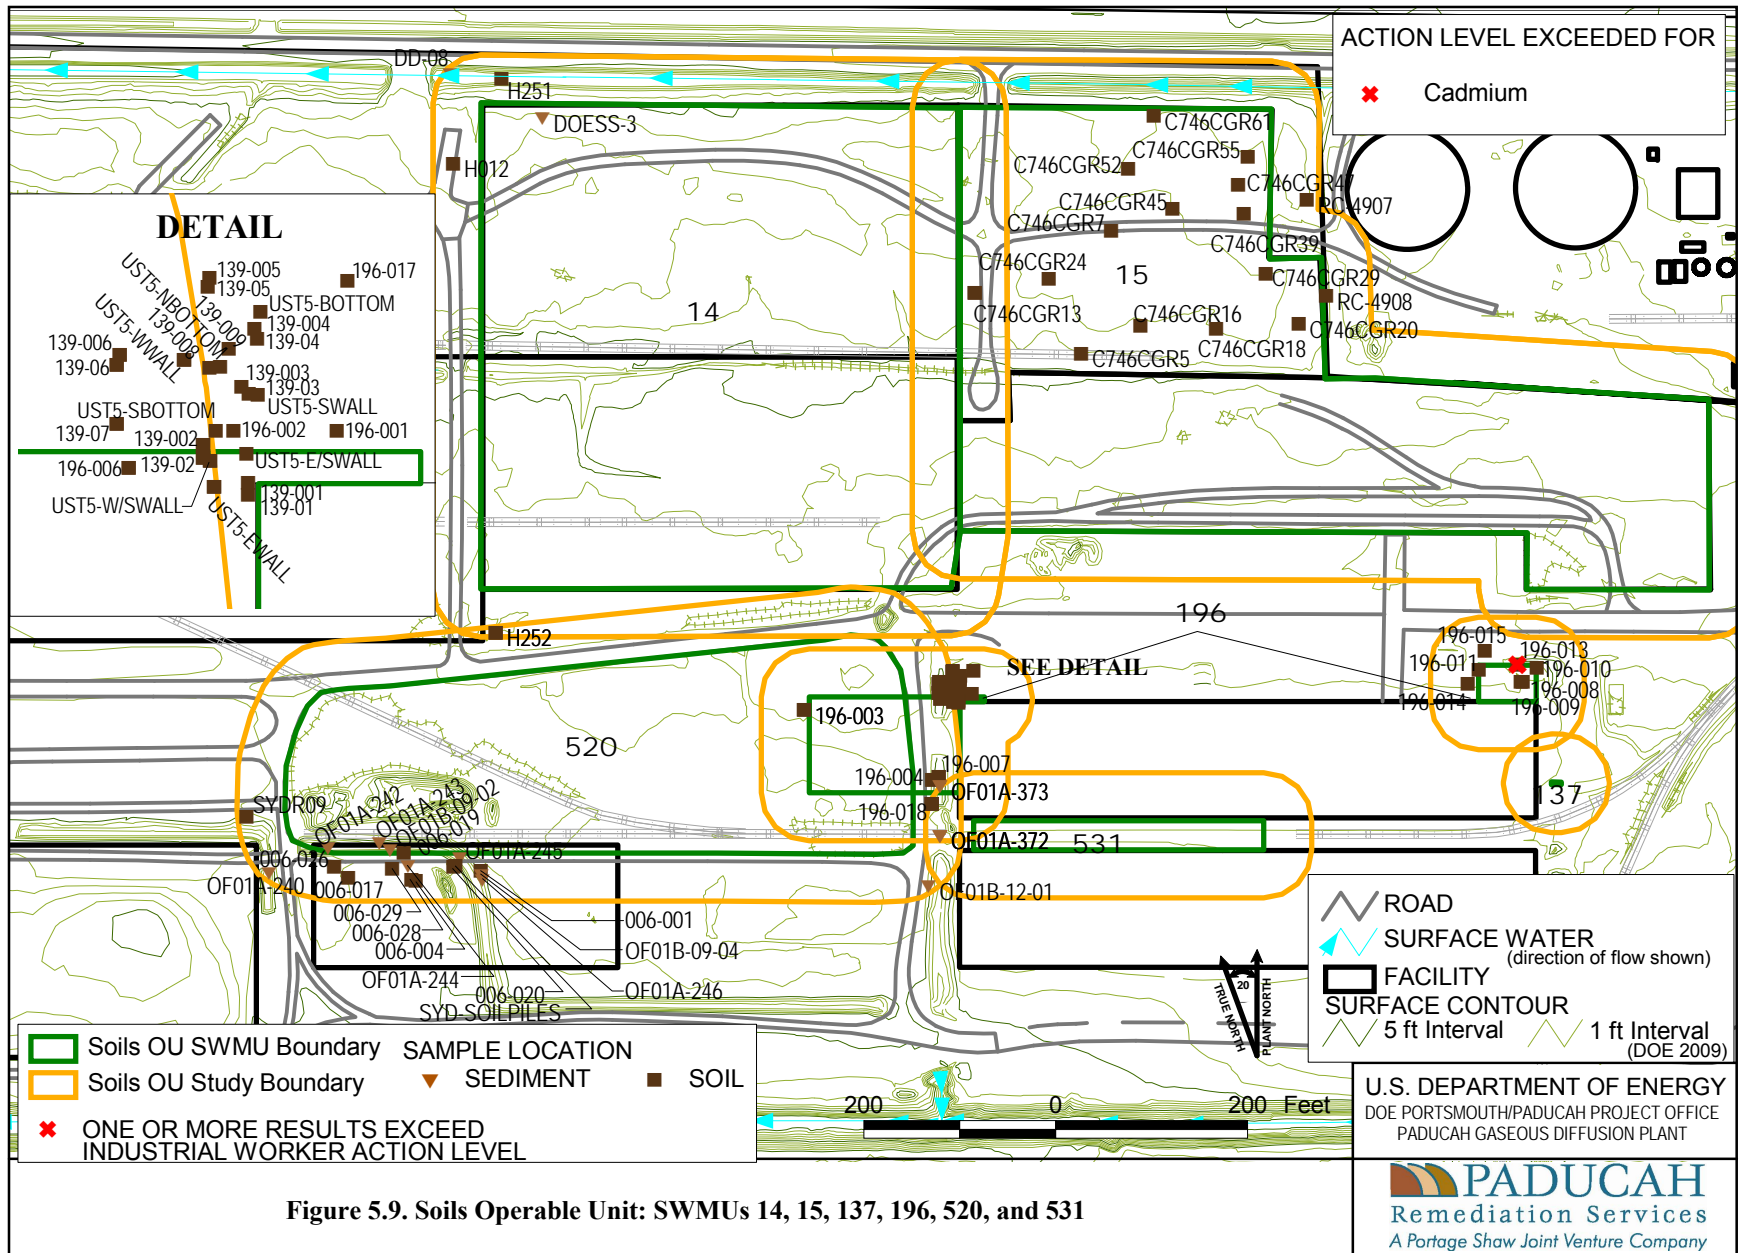 ACTION LEVEL EXCEEDED FOR
Cadmium
DD-08
H251
DOESS-3
H012
C746CGR61
C746CGR55
C746CGR52
C746CGR47
RC-4907
C746CGR45
C746CGR7
C746CGR39
C746CGR24
15
C746CGR29
RC-4908
C746CGR13
C746CGR16
C746CGR20
C746CGR18
C746CGR5
14
DETAIL
139-005
139-05
196-017
UST5-NBOTTOM
UST5-BOTTOM
139-009
139-004
139-04
139-008
UST5-WWALL
139-006
139-06
139-003
139-03
UST5-SBOTTOM
UST5-SWALL
139-07
139-002
196-002
196-001
196-006
139-02
UST5-E/SWALL
139-001
139-01
UST5-W/SWALL
UST5-EWALL
H252
196
196-015
196-013
196-011
196-010
196-008
196-014
196-009
SEE DETAIL
196-003
520
196-007
196-004
OF01A-373
196-018
137
SYDR09
OF01A-242
OF01A-243
OF01B-09-02
006-019
OF01A-245
OF01A-372
531
006-026
OF01A-240
006-017
OF01B-12-01
006-029
006-001
006-028
006-004
OF01B-09-04
OF01A-244
006-020
OF01A-246
SYD-SOILPILES
20
TRUE NORTH
PLANT NORTH
ROAD
SURFACE WATER
(direction of flow shown)
FACILITY
SURFACE CONTOUR
5 ft Interval
1 ft Interval
(DOE 2009)
Soils OU SWMU Boundary
SAMPLE LOCATION
Soils OU Study Boundary
SEDIMENT
SOIL
ONE OR MORE RESULTS EXCEED
INDUSTRIAL WORKER ACTION LEVEL
200 0 200 Feet
U.S. DEPARTMENT OF ENERGY
DOE PORTSMOUTH/PADUCAH PROJECT OFFICE
PADUCAH GASEOUS DIFFUSION PLANT
PADUCAH
Remediation Services
A Portage Shaw Joint Venture Company
Figure 5.9. Soils Operable Unit: SWMUs 14, 15, 137, 196, 520, and 531